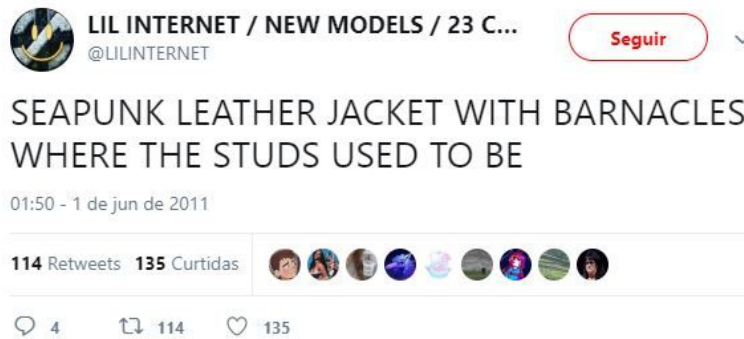 LIL INTERNET / NEW MODELS / 23 C...
@LILINTERNET
Seguir
SEAPUNK LEATHER JACKET WITH BARNACLES
WHERE THE STUDS USED TO BE
01:50 - 1 de jun de 2011
114 Retweets 135 Curtidas
4 114 135